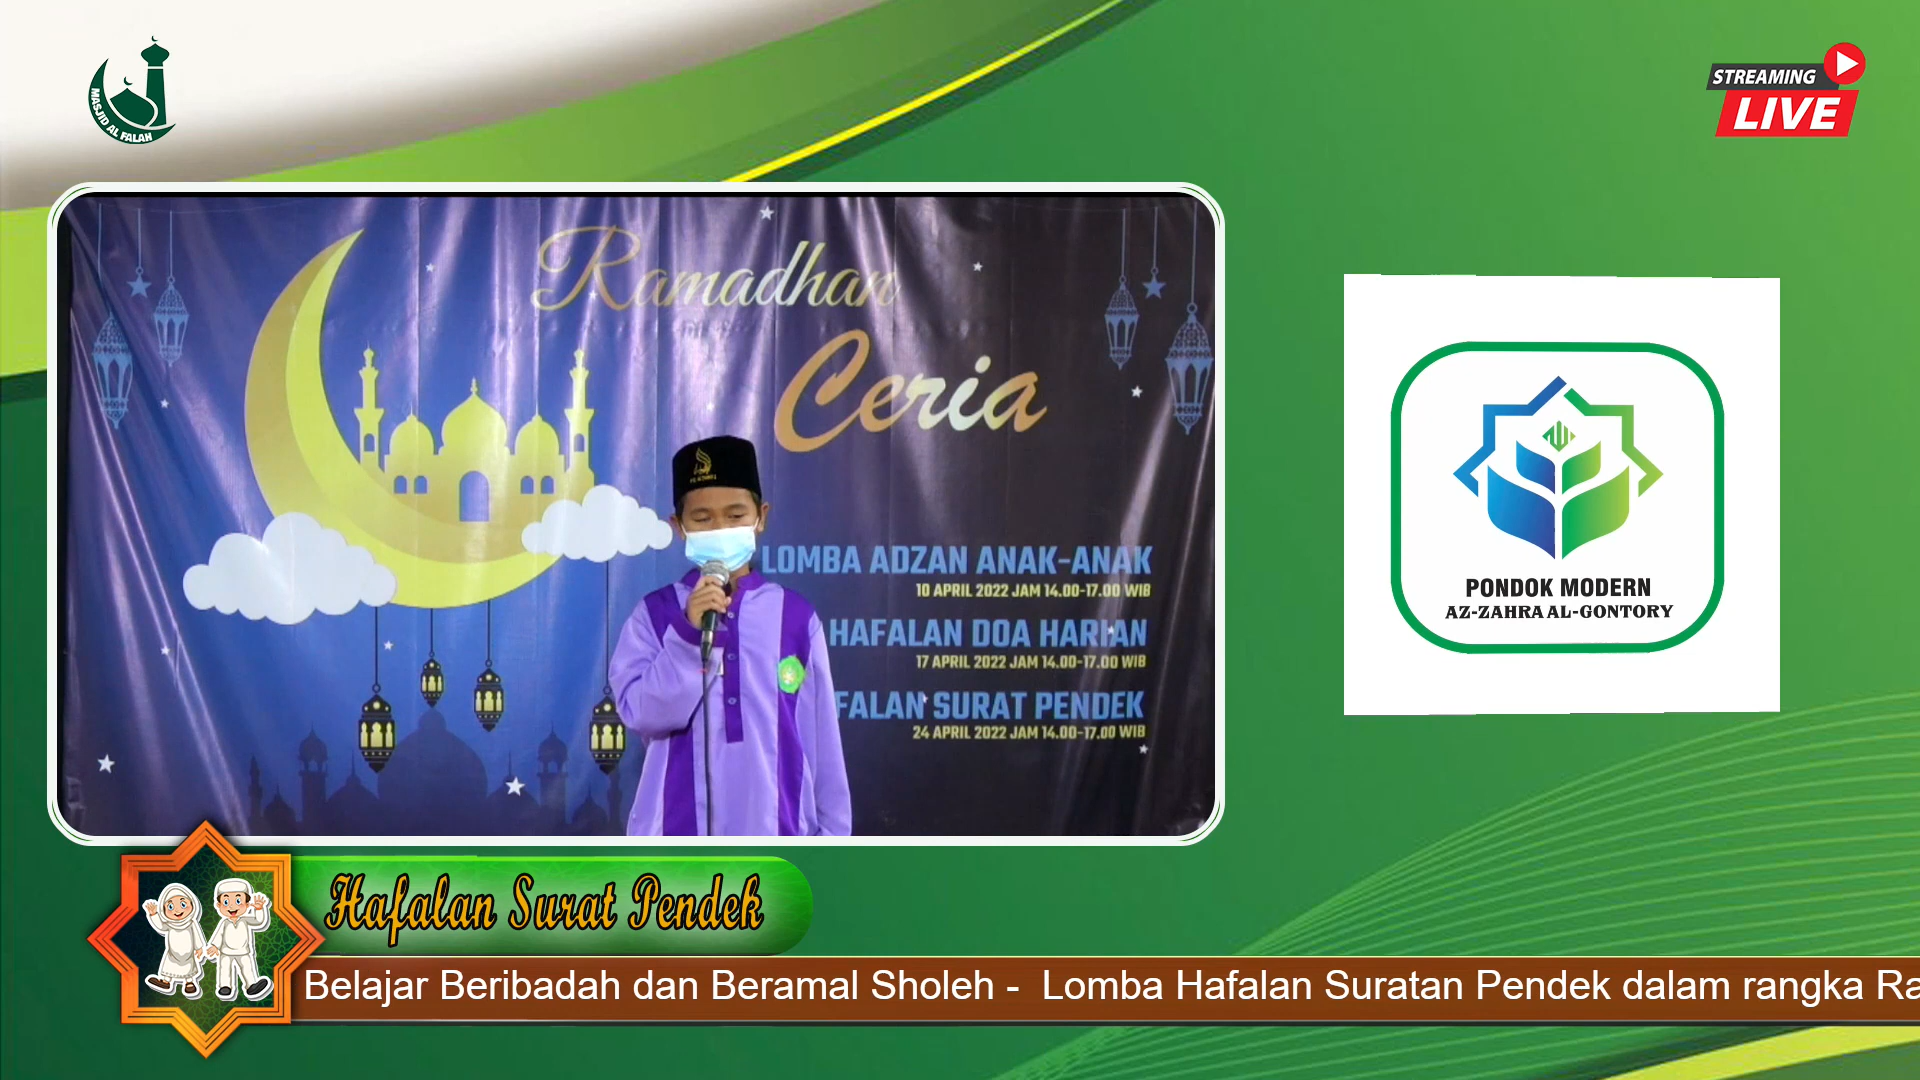 MASJID AL FALAH
STREAMING
LIVE
Ramadhan
Ceria
LOMBA ADZAN ANAK-ANAK
10 APRIL 2022 JAM 14.00-17.00 WIB
HAFALAN DOA HARIAN
17 APRIL 2022 JAM 14.00-17.00 WIB
FALAN SURAT PENDEK
24 APRIL 2022 JAM 14.00-17.00 WIB
PONDOK MODERN
AZ-ZAHRA AL-GONTORY
Hafalan Surat Pendek
Belajar Beribadah dan Beramal Sholeh - Lomba Hafalan Suratan Pendek dalam rangka Ra